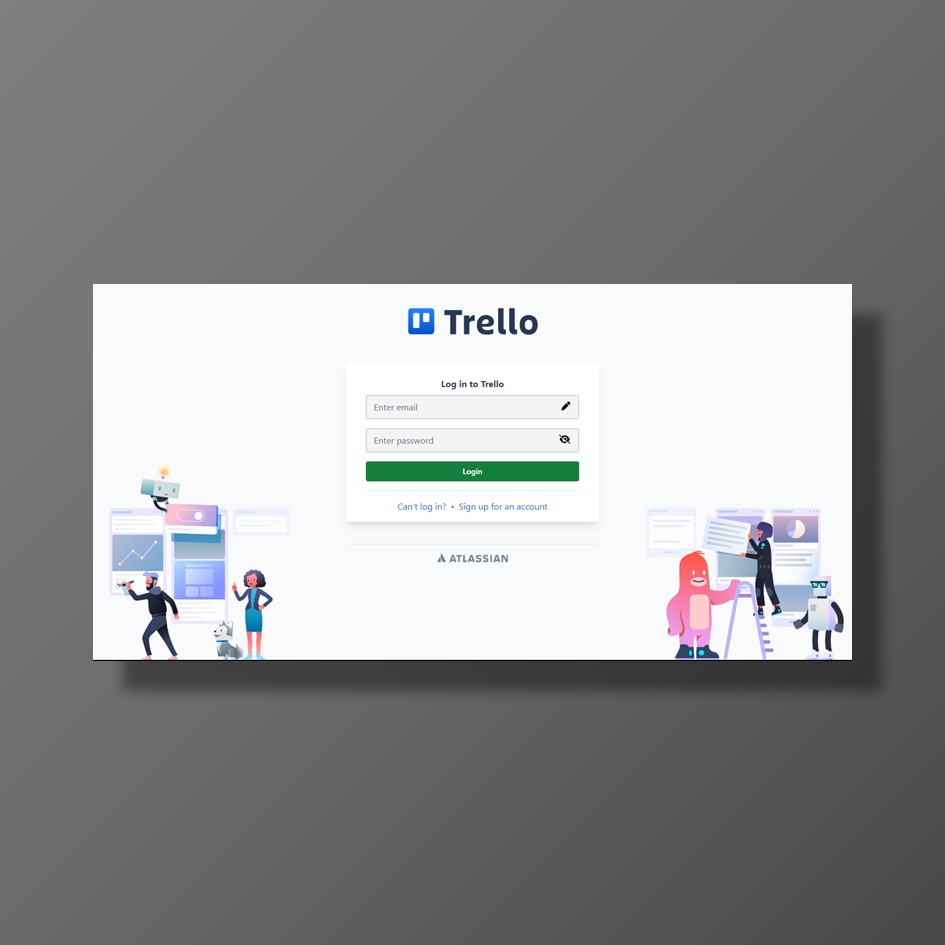 Trello
Log in to Trello
Enter email
Enter password
Login
Can't log in? • Sign up for an account
ATLASSIAN